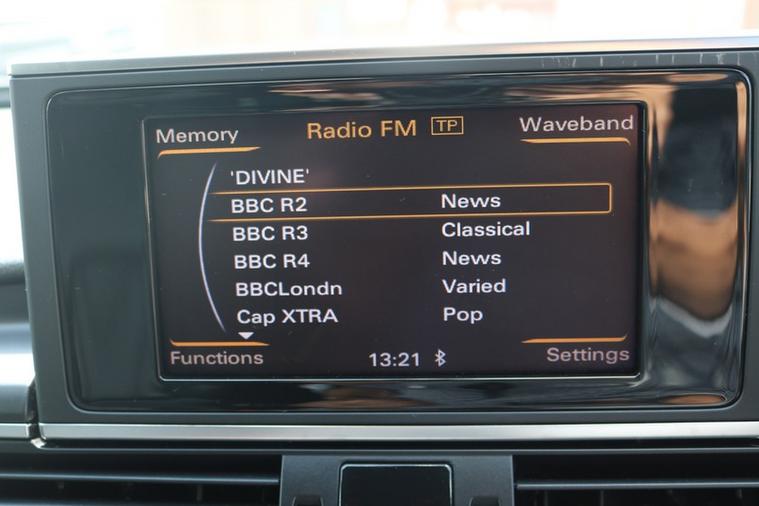 Memory Radio FM TP Waveband
'DIVINE'
BBC R2 News
BBC R3 Classical
BBC R4 News
BBCLondn Varied
Cap XTRA Pop
Functions 13:21 Settings